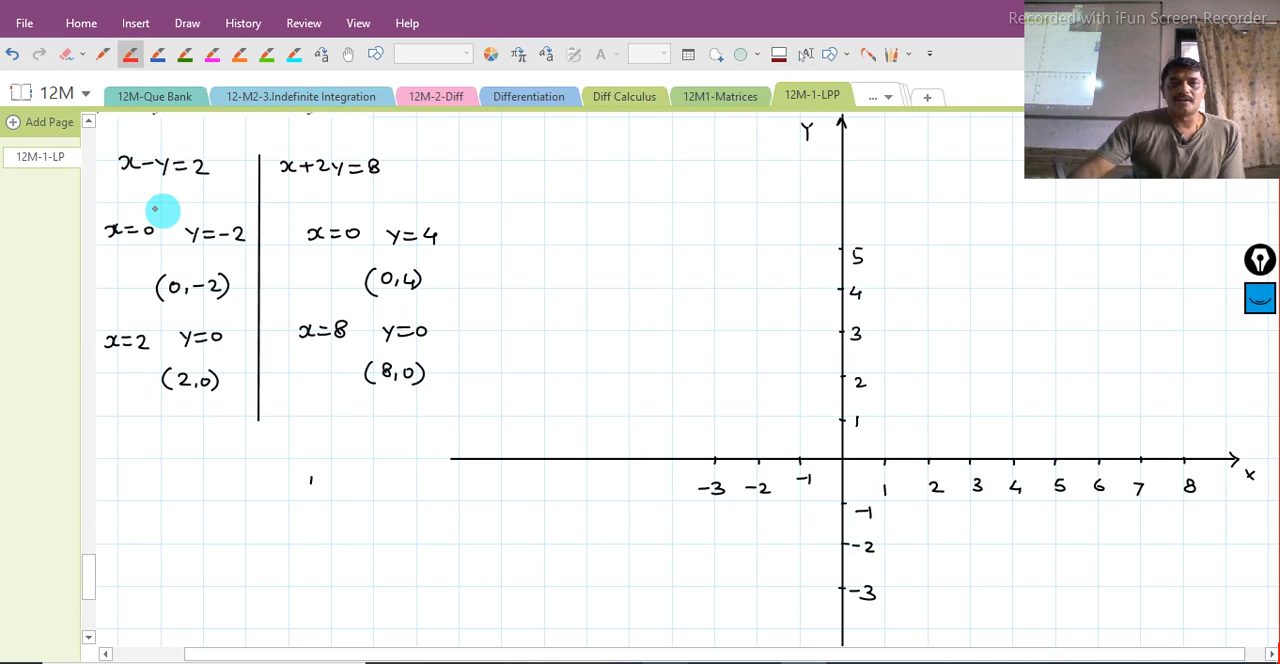 File Home Insert Draw History Review View Help
Recorded with iFun Screen Recorder
12M
12M-Que Bank
12-M2-3.Indefinite Integration
12M-2-Diff
Differentiation
Diff Calculus
12M1-Matrices
12M-1-LPP
...
Add Page
12M-1-LP
x-y=2
x=0 y=-2
(0,-2)
x=2 y=0
(2,0)
x+2y=8
x=0 y=4
(0,4)
x=8 y=0
(8,0)
Y
5
4
3
2
1
-3 -2 -1 1 2 3 4 5 6 7 8 X
-1
-2
-3